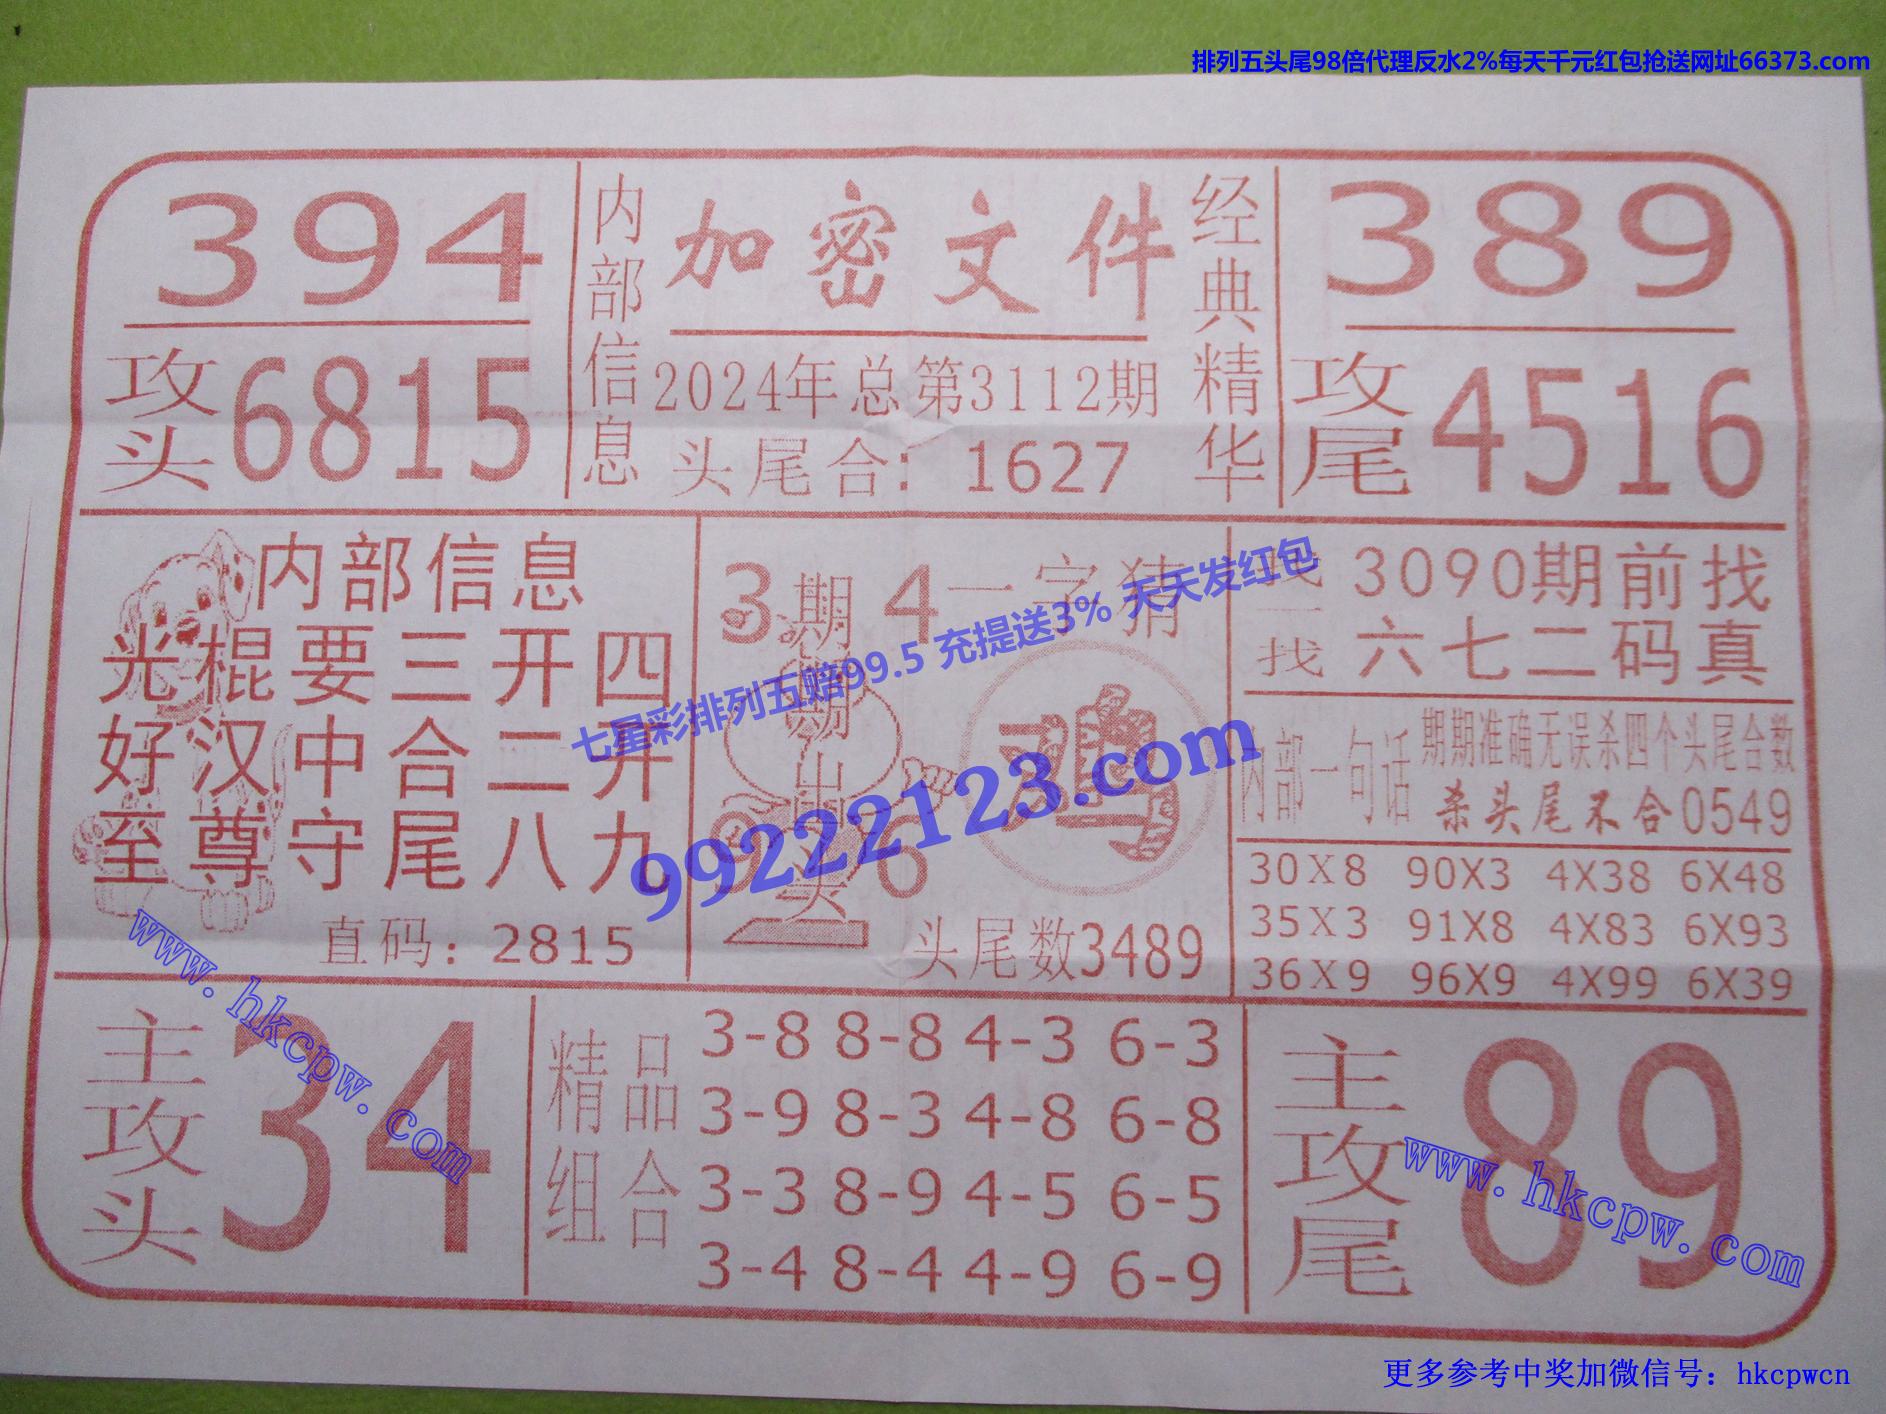 排列五头尾98倍代理反水2%每天千元红包抢送网址66373.com
394
攻头
6815
内部信息
加密文件
2024年总第3112期
头尾合：1627
经典精华
389
攻尾
4516
内部信息
光棍要三开四
好汉中合二开
至尊守尾八九
直码：2815
3 4
期期出头
6
一字猜
头尾数3489
找一找
3090期前找
六七二码真
内部一句话
期期准确无误杀四个头尾合数
杀头尾不合0549
30X8 90X3 4X38 6X48
35X3 91X8 4X83 6X93
36X9 96X9 4X99 6X39
七星彩排列五赔99.5 充提送3% 天天发红包
99222123.com
主攻头
34
精品组合
3-8 8-8 4-3 6-3
3-9 8-3 4-8 6-8
3-3 8-9 4-5 6-5
3-4 8-4 4-9 6-9
主攻尾
89
www.hkcpw.com
www.hkcpw.com
更多参考中奖加微信号：hkcpwcn